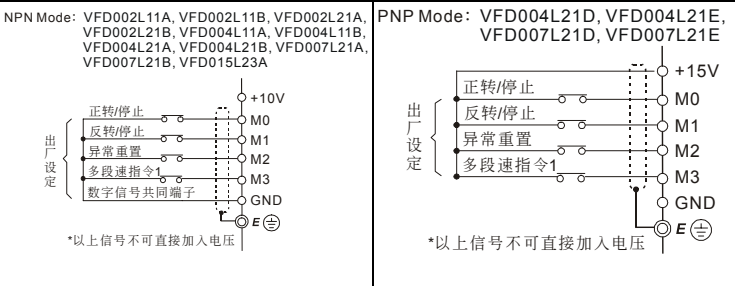 NPN Mode: VFD002L11A, VFD002L11B, VFD002L21A,
VFD002L21B, VFD004L11A, VFD004L11B,
VFD004L21A, VFD004L21B, VFD007L21A,
VFD007L21B, VFD015L23A
+10V
正转/停止
M0
反转/停止
M1
异常重置
M2
多段速指令1
M3
数字信号共同端子
GND
出厂设定
E
*以上信号不可直接加入电压
PNP Mode: VFD004L21D, VFD004L21E,
VFD007L21D, VFD007L21E
+15V
正转/停止
M0
反转/停止
M1
异常重置
M2
多段速指令1
M3
GND
出厂设定
E
*以上信号不可直接加入电压